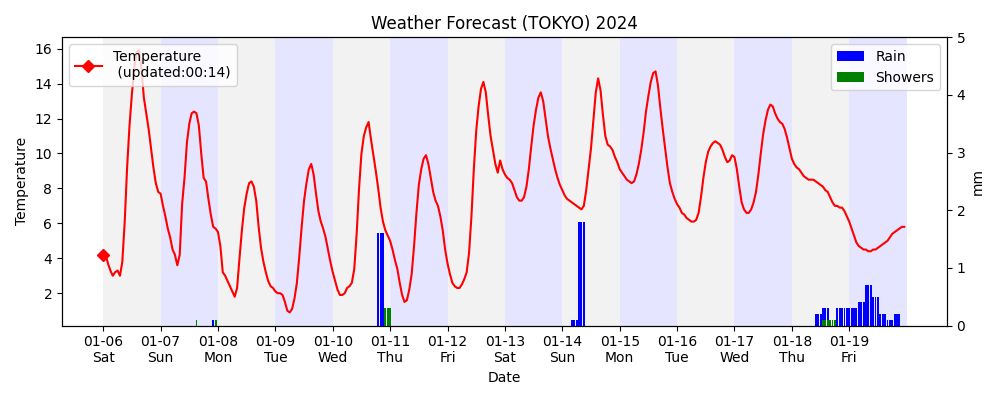 Weather Forecast (TOKYO) 2024
Temperature
(updated:00:14)
Rain
Showers
16
14
12
10
8
6
4
2
Temperature
5
4
3
2
1
0
mm
01-06 01-07 01-08 01-09 01-10 01-11 01-12 01-13 01-14 01-15 01-16 01-17 01-18 01-19
Sat Sun Mon Tue Wed Thu Fri Sat Sun Mon Tue Wed Thu Fri
Date